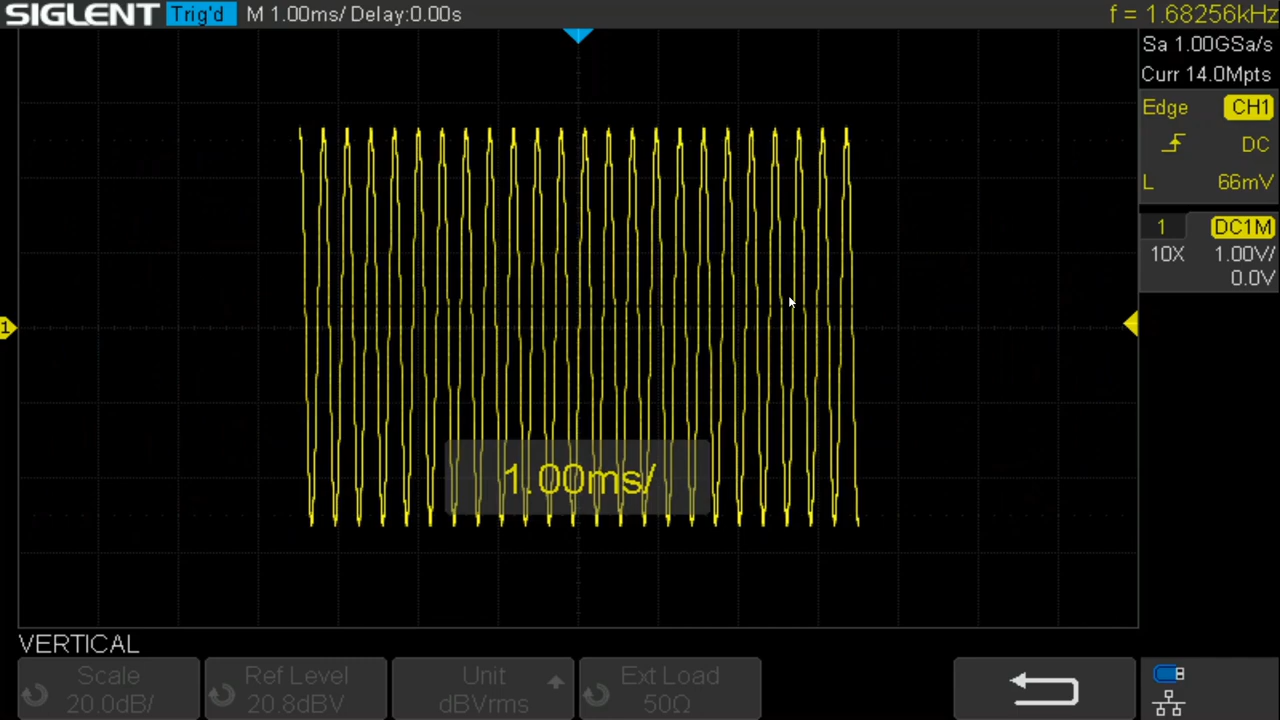 SIGLENT Trig'd M 1.00ms/ Delay:0.00s f = 1.68256kHz
Sa 1.00GSa/s
Curr 14.0Mpts
Edge CH1
DC
L 66mV
1 DC1M
10X 1.00V/
0.0V
1
1.00ms/
VERTICAL
Scale Ref Level Unit Ext Load
20.0dB/ 20.8dBV dBVrms 50Ω